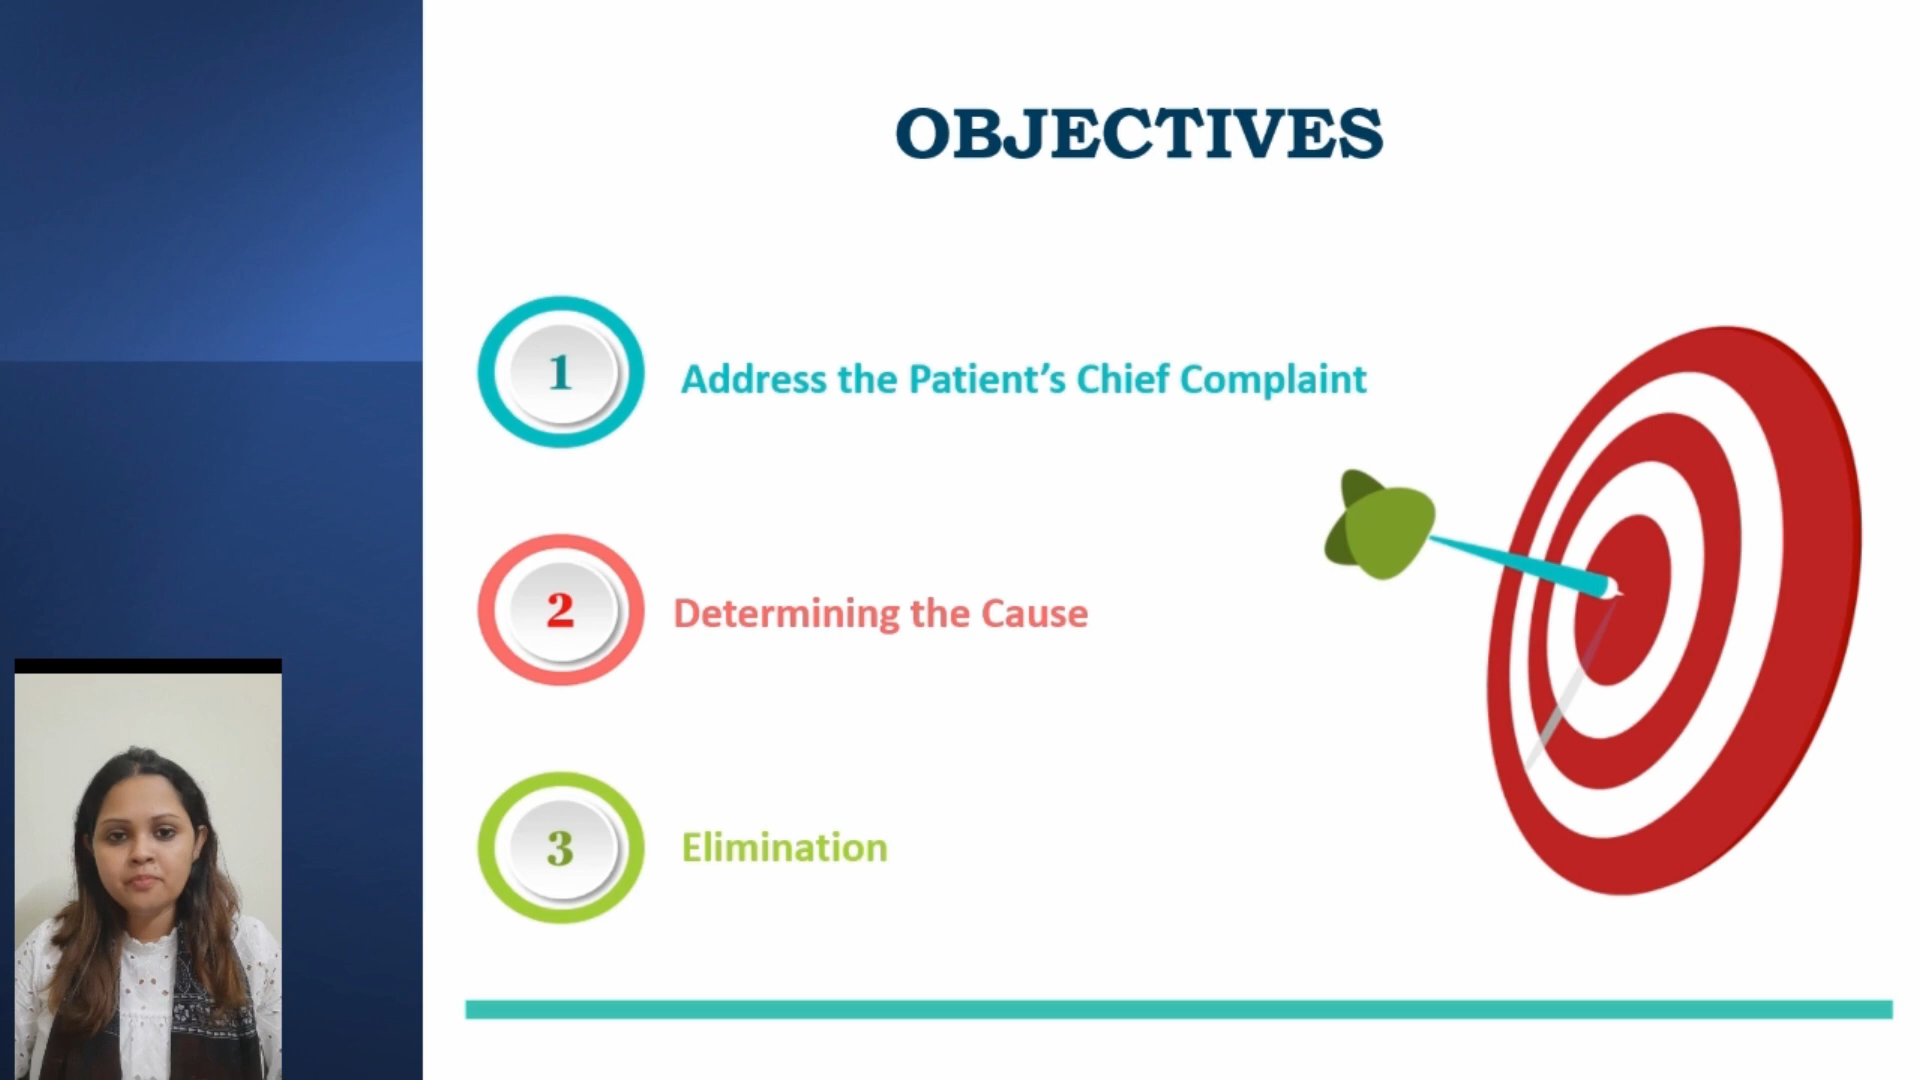 OBJECTIVES
1
Address the Patient’s Chief Complaint
2
Determining the Cause
3
Elimination